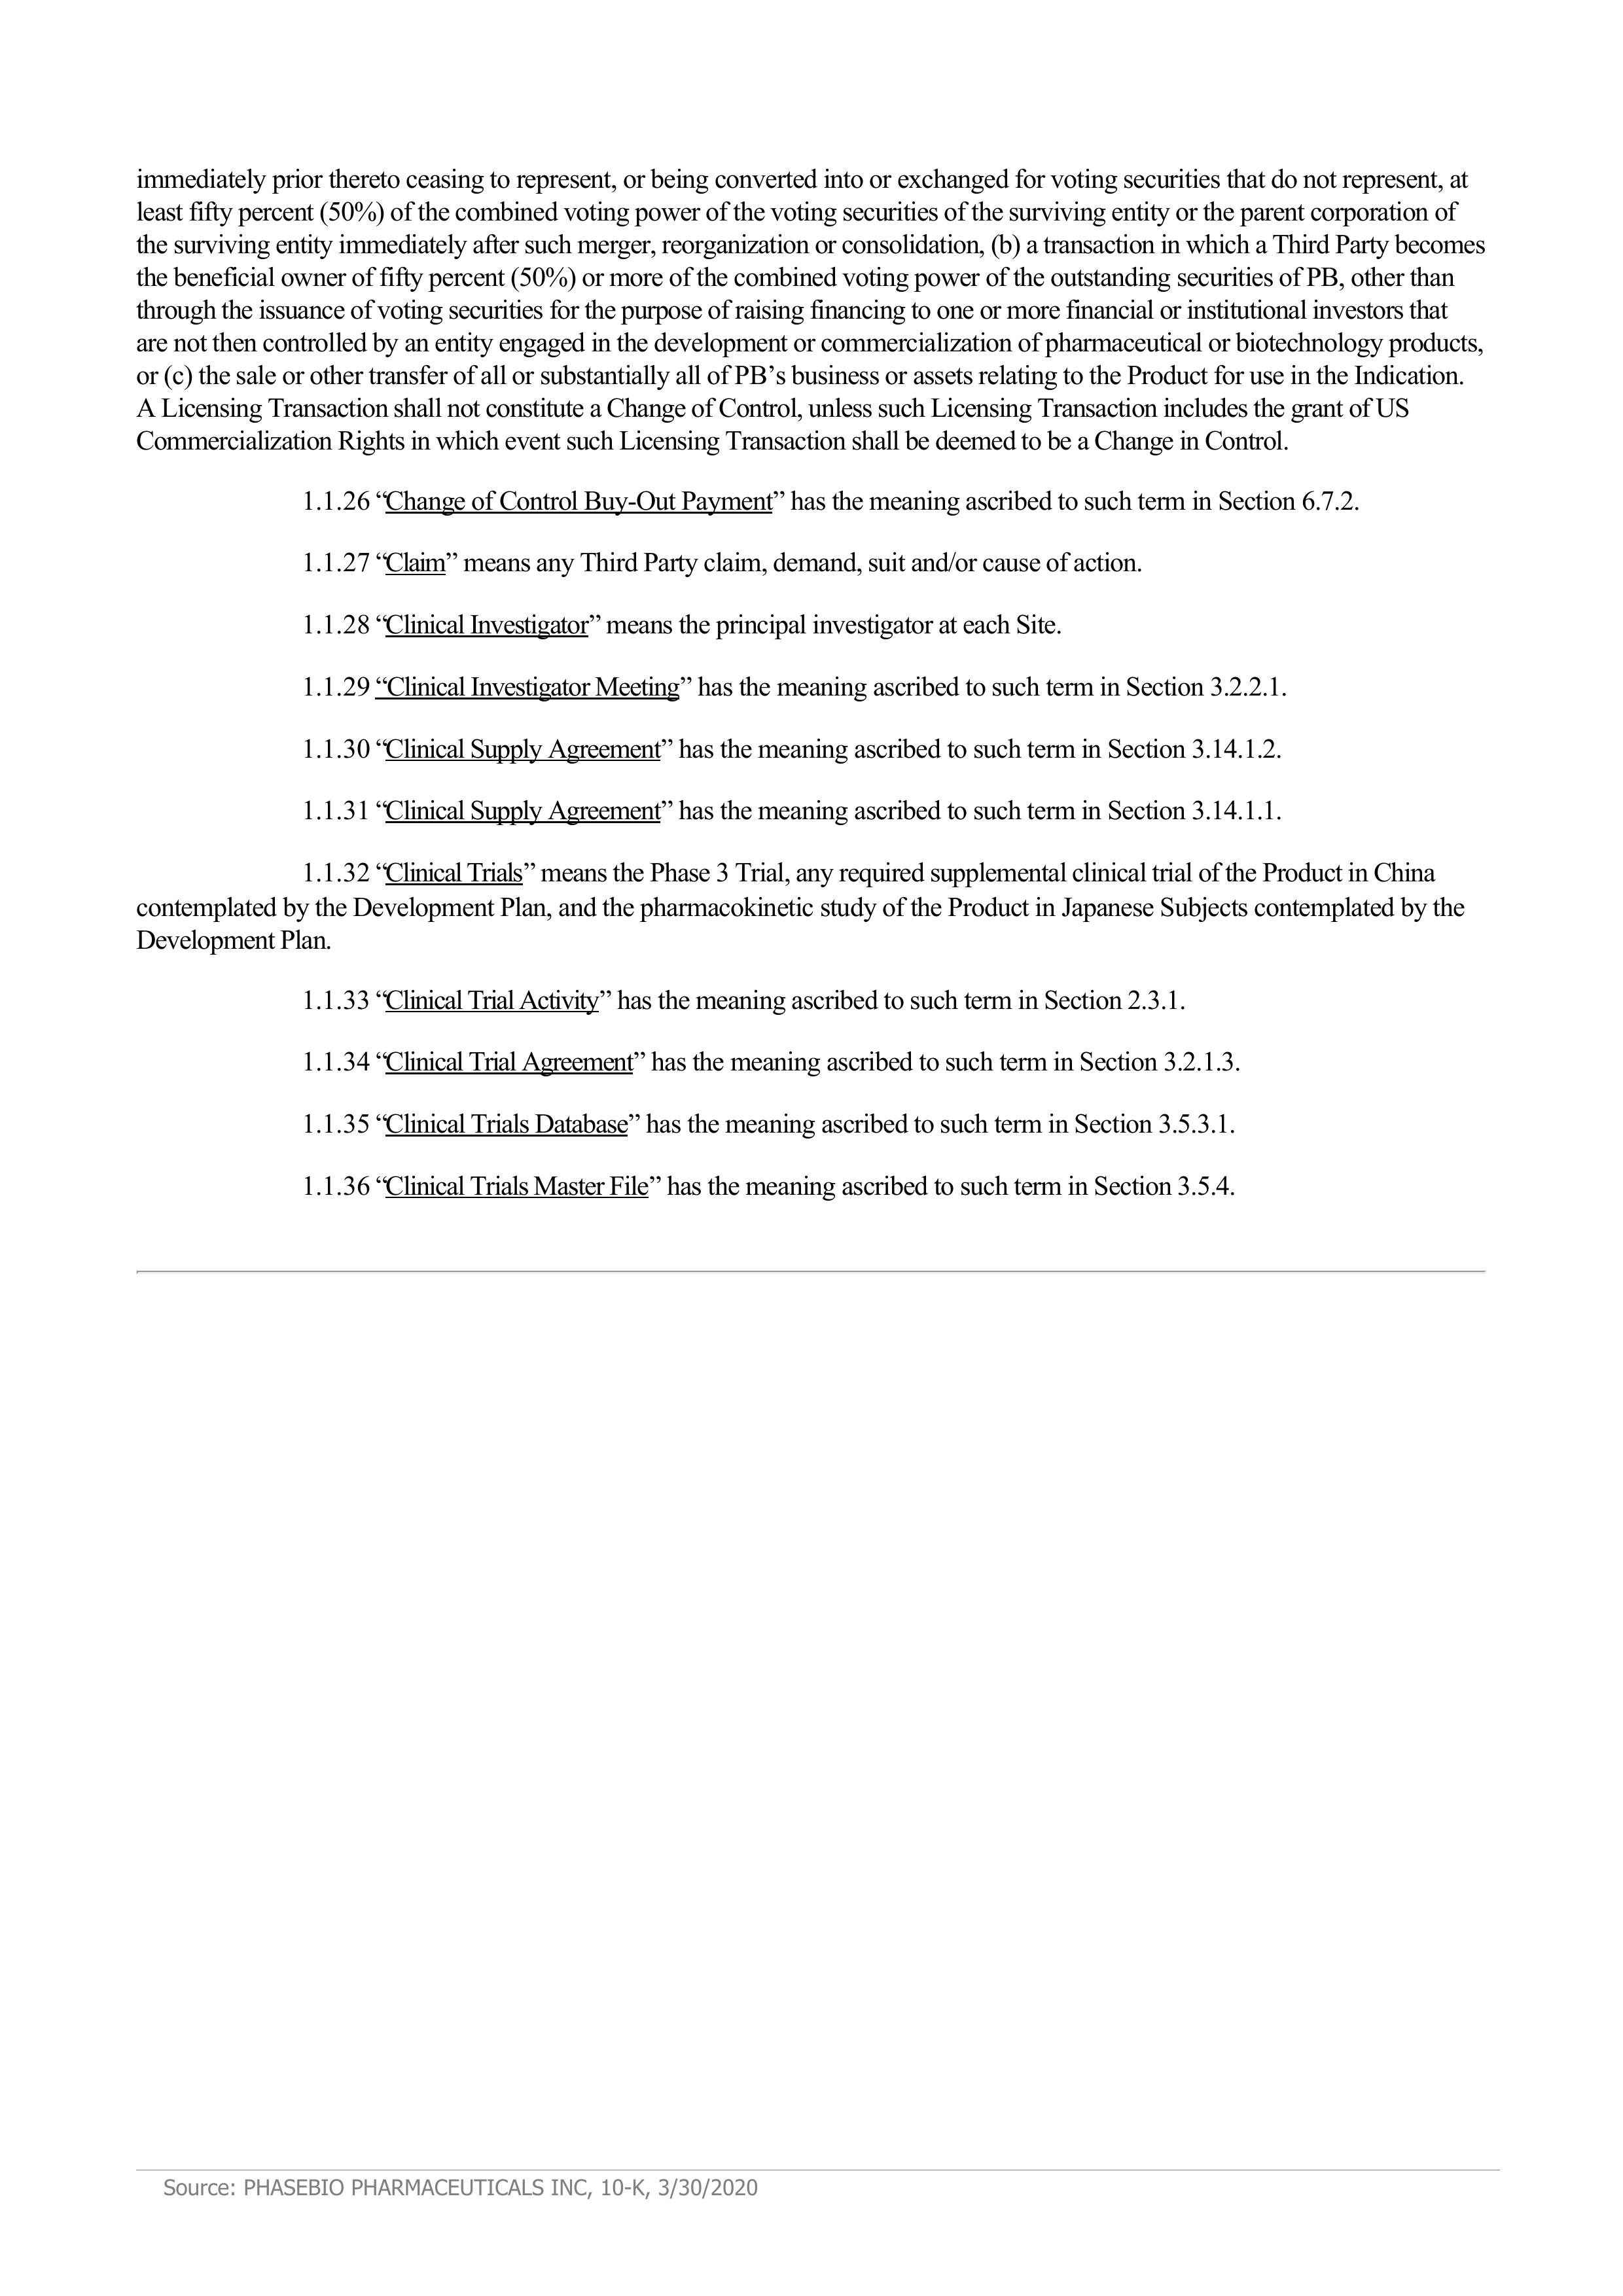 immediately prior thereto ceasing to represent, or being converted into or exchanged for voting securities that do not represent, at
least fifty percent (50%) of the combined voting power of the voting securities of the surviving entity or the parent corporation of
the surviving entity immediately after such merger, reorganization or consolidation, (b) a transaction in which a Third Party becomes
the beneficial owner of fifty percent (50%) or more of the combined voting power of the outstanding securities of PB, other than
through the issuance of voting securities for the purpose of raising financing to one or more financial or institutional investors that
are not then controlled by an entity engaged in the development or commercialization of pharmaceutical or biotechnology products,
or (c) the sale or other transfer of all or substantially all of PB’s business or assets relating to the Product for use in the Indication.
A Licensing Transaction shall not constitute a Change of Control, unless such Licensing Transaction includes the grant of US
Commercialization Rights in which event such Licensing Transaction shall be deemed to be a Change in Control.
1.1.26 “Change of Control Buy-Out Payment” has the meaning ascribed to such term in Section 6.7.2.
1.1.27 “Claim” means any Third Party claim, demand, suit and/or cause of action.
1.1.28 “Clinical Investigator” means the principal investigator at each Site.
1.1.29 “Clinical Investigator Meeting” has the meaning ascribed to such term in Section 3.2.2.1.
1.1.30 “Clinical Supply Agreement” has the meaning ascribed to such term in Section 3.14.1.2.
1.1.31 “Clinical Supply Agreement” has the meaning ascribed to such term in Section 3.14.1.1.
1.1.32 “Clinical Trials” means the Phase 3 Trial, any required supplemental clinical trial of the Product in China
contemplated by the Development Plan, and the pharmacokinetic study of the Product in Japanese Subjects contemplated by the
Development Plan.
1.1.33 “Clinical Trial Activity” has the meaning ascribed to such term in Section 2.3.1.
1.1.34 “Clinical Trial Agreement” has the meaning ascribed to such term in Section 3.2.1.3.
1.1.35 “Clinical Trials Database” has the meaning ascribed to such term in Section 3.5.3.1.
1.1.36 “Clinical Trials Master File” has the meaning ascribed to such term in Section 3.5.4.
Source: PHASEBIO PHARMACEUTICALS INC, 10-K, 3/30/2020